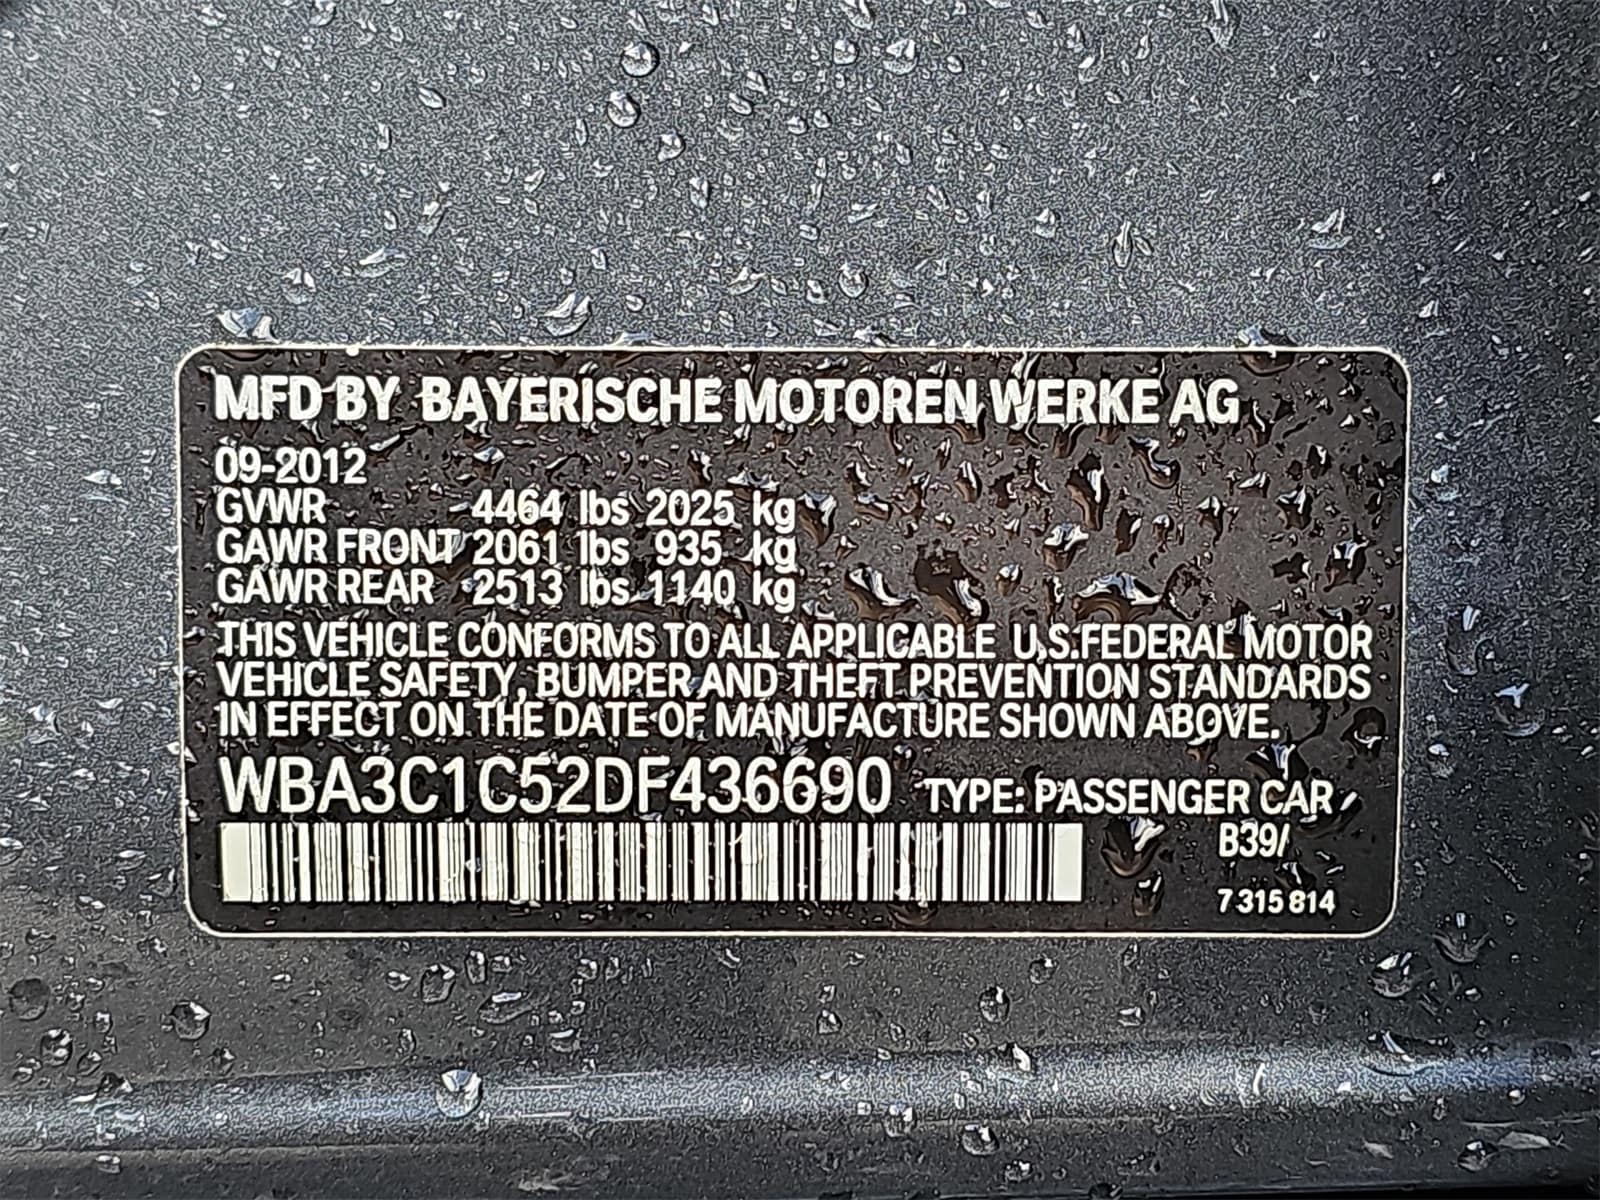 MFD BY BAYERISCHE MOTOREN WERKE AG
09-2012
GVWR 4464 lbs 2025 kg
GAWR FRONT 2061 lbs 935 kg
GAWR REAR 2513 lbs 1140 kg
THIS VEHICLE CONFORMS TO ALL APPLICABLE U.S. FEDERAL MOTOR
VEHICLE SAFETY, BUMPER AND THEFT PREVENTION STANDARDS
IN EFFECT ON THE DATE OF MANUFACTURE SHOWN ABOVE.
WBA3C1C52DF436690 TYPE: PASSENGER CAR
B39/
7 315 814